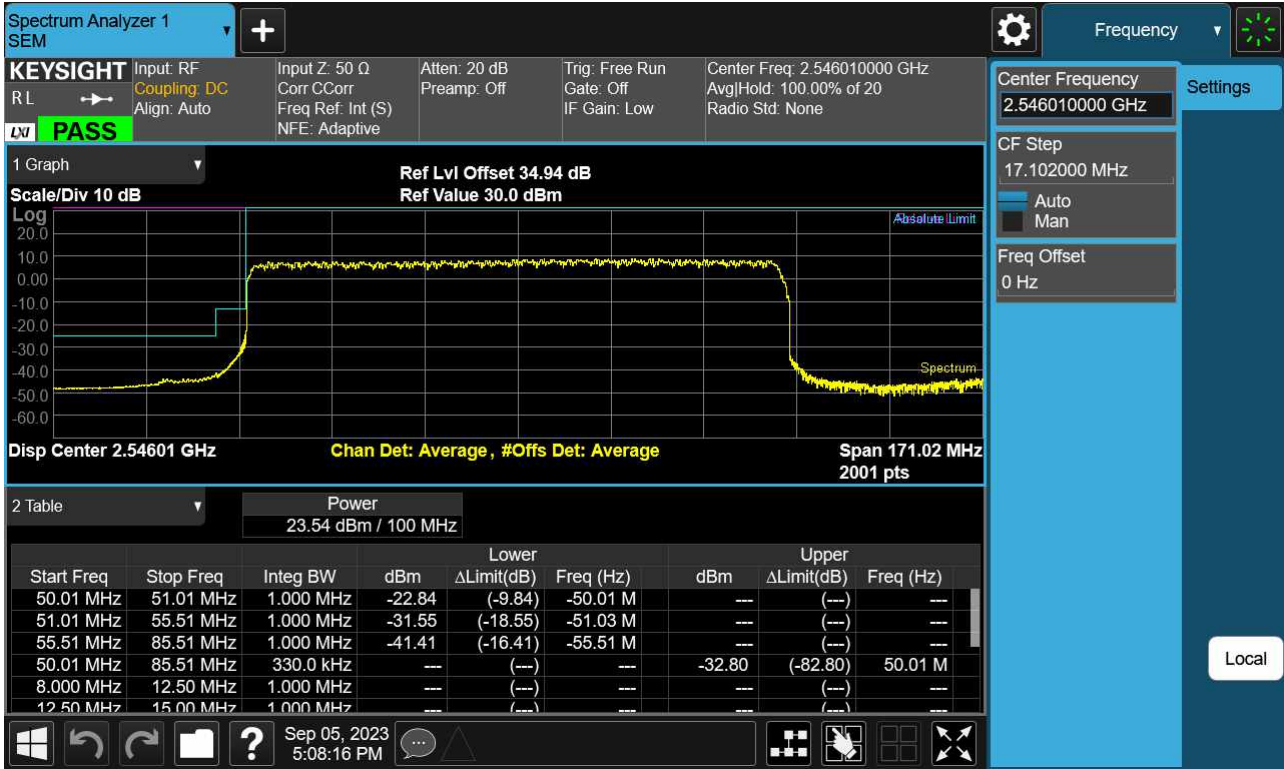 Spectrum Analyzer 1
SEM
Frequency
KEYSIGHT
R L
LXI
PASS
Input: RF
Coupling: DC
Align: Auto
Input Z: 50 Ω
Corr CCorr
Freq Ref: Int (S)
NFE: Adaptive
Atten: 20 dB
Preamp: Off
Trig: Free Run
Gate: Off
IF Gain: Low
Center Freq: 2.546010000 GHz
Avg|Hold: 100.00% of 20
Radio Std: None
Center Frequency
2.546010000 GHz
Settings
CF Step
17.102000 MHz
Auto
Man
Freq Offset
0 Hz
Local
1 Graph
Ref Lvl Offset 34.94 dB
Scale/Div 10 dB
Ref Value 30.0 dBm
Log
20.0
10.0
0.00
-10.0
-20.0
-30.0
-40.0
-50.0
-60.0
Absolute Limit
Spectrum
Disp Center 2.54601 GHz
Chan Det: Average , #Offs Det: Average
Span 171.02 MHz
2001 pts
2 Table
Power
23.54 dBm / 100 MHz
Lower Upper
Start Freq Stop Freq Integ BW dBm ΔLimit(dB) Freq (Hz) dBm ΔLimit(dB) Freq (Hz)
50.01 MHz 51.01 MHz 1.000 MHz -22.84 (-9.84) -50.01 M --- (---) ---
51.01 MHz 55.51 MHz 1.000 MHz -31.55 (-18.55) -51.03 M --- (---) ---
55.51 MHz 85.51 MHz 1.000 MHz -41.41 (-16.41) -55.51 M --- (---) ---
50.01 MHz 85.51 MHz 330.0 kHz --- (---) --- -32.80 (-82.80) 50.01 M
8.000 MHz 12.50 MHz 1.000 MHz --- (---) --- --- (---) ---
12.50 MHz 15.00 MHz 1.000 MHz --- (---) --- --- (---) ---
Sep 05, 2023
5:08:16 PM